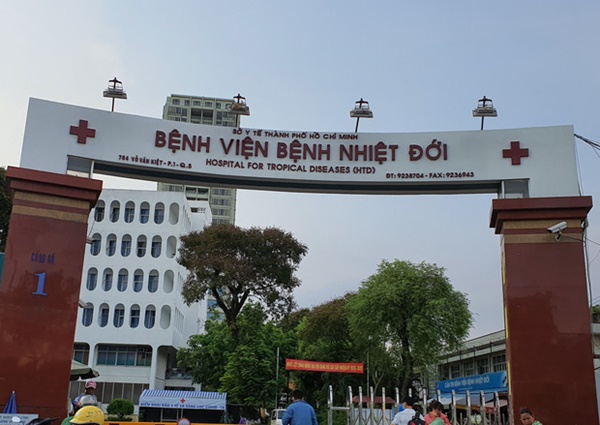 SỞ Y TẾ THÀNH PHỐ HỒ CHÍ MINH
BỆNH VIỆN BỆNH NHIỆT ĐỚI
764 VÕ VĂN KIỆT - P.1 - Q.5
HOSPITAL FOR TROPICAL DISEASES (HTD)
ĐT: 9238704 - FAX: 9236943
CỔNG SỐ
1